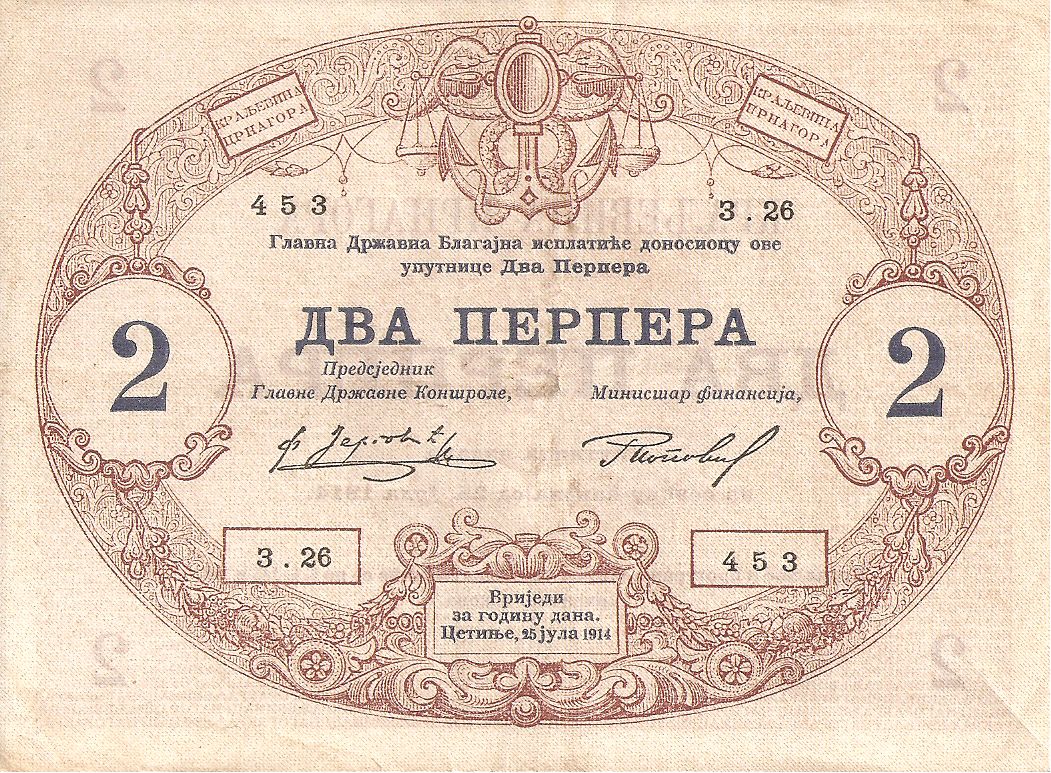 КРАЉЕВИНА
ЦРНАГОРА
КРАЉЕВИНА
ЦРНАГОРА
453
3.26
Главна Државна Благајна исплатиће доносиоцу ове
упутнице Два Перпера
ДВА ПЕРПЕРА
2
2
Предсједник
Главне Државне Контроле,
Министар финансија,
3.26
453
Вриједи
за годину дана.
Цетиње, 25 јула 1914